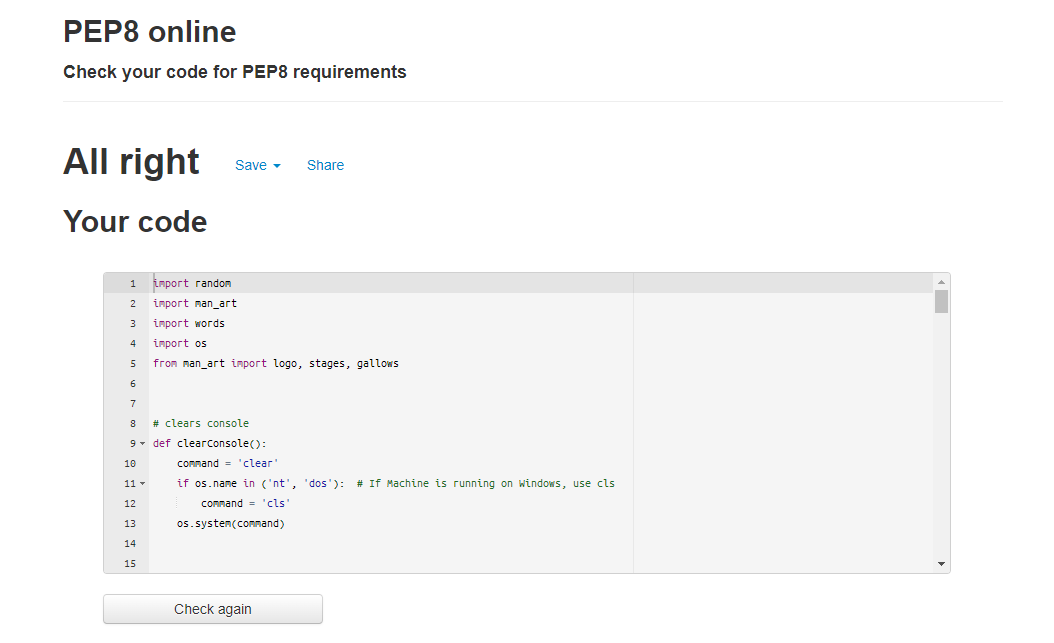 PEP8 online
Check your code for PEP8 requirements
All right Save Share
Your code
1 import random
2 import man_art
3 import words
4 import os
5 from man_art import logo, stages, gallows
6
7
8 # clears console
9 def clearConsole():
10 command = 'clear'
11 if os.name in ('nt', 'dos'): # If Machine is running on Windows, use cls
12 command = 'cls'
13 os.system(command)
14
15
Check again